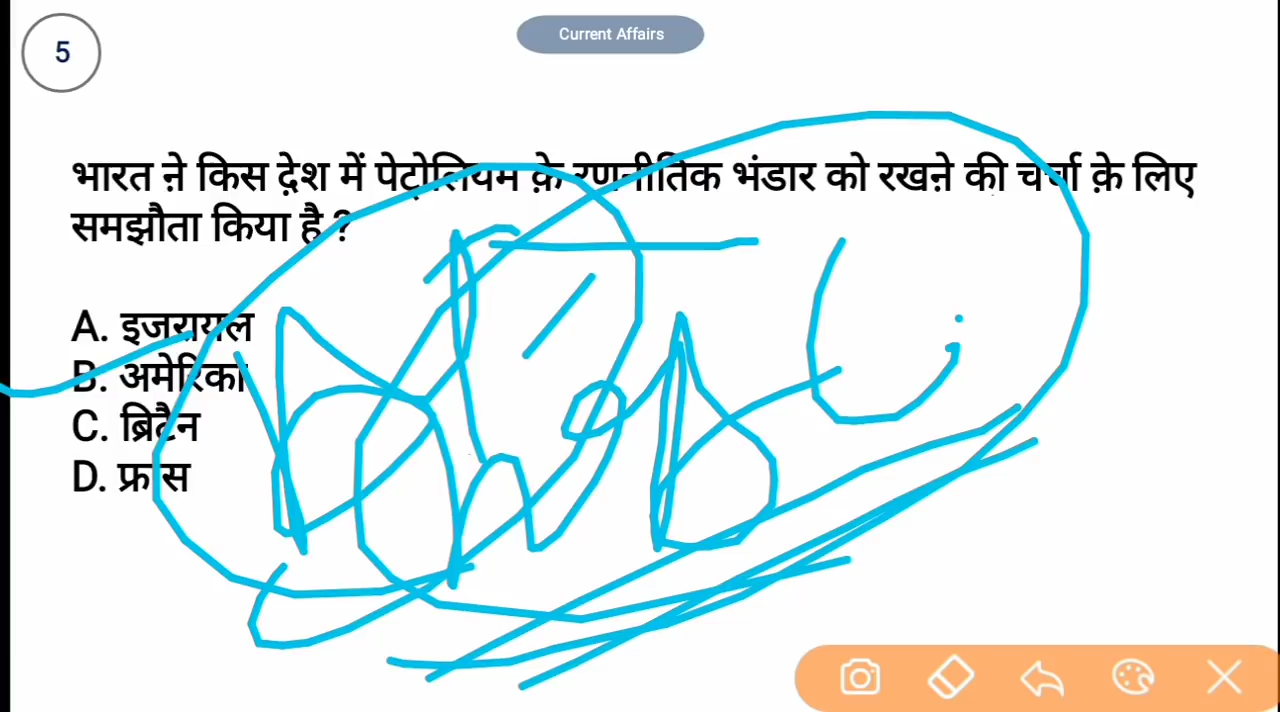 5
Current Affairs
भारत ने किस देश में पेट्रोलियम के रणनीतिक भंडार को रखने की चर्चा के लिए
समझौता किया है ?
A. इजरायल
B. अमेरिका
C. ब्रिटैन
D. फ्रांस